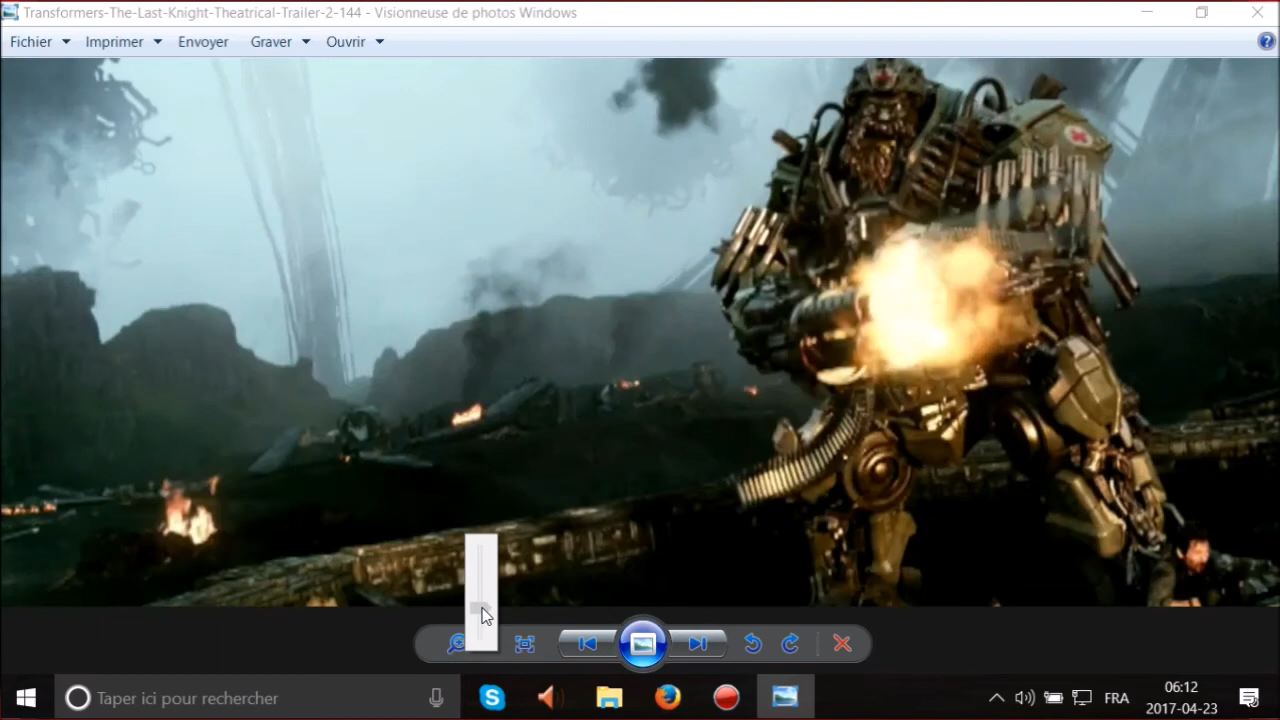 Transformers-The-Last-Knight-Theatrical-Trailer-2-144 - Visionneuse de photos Windows
Fichier Imprimer Envoyer Graver Ouvrir
Taper ici pour rechercher
FRA
06:12
2017-04-23